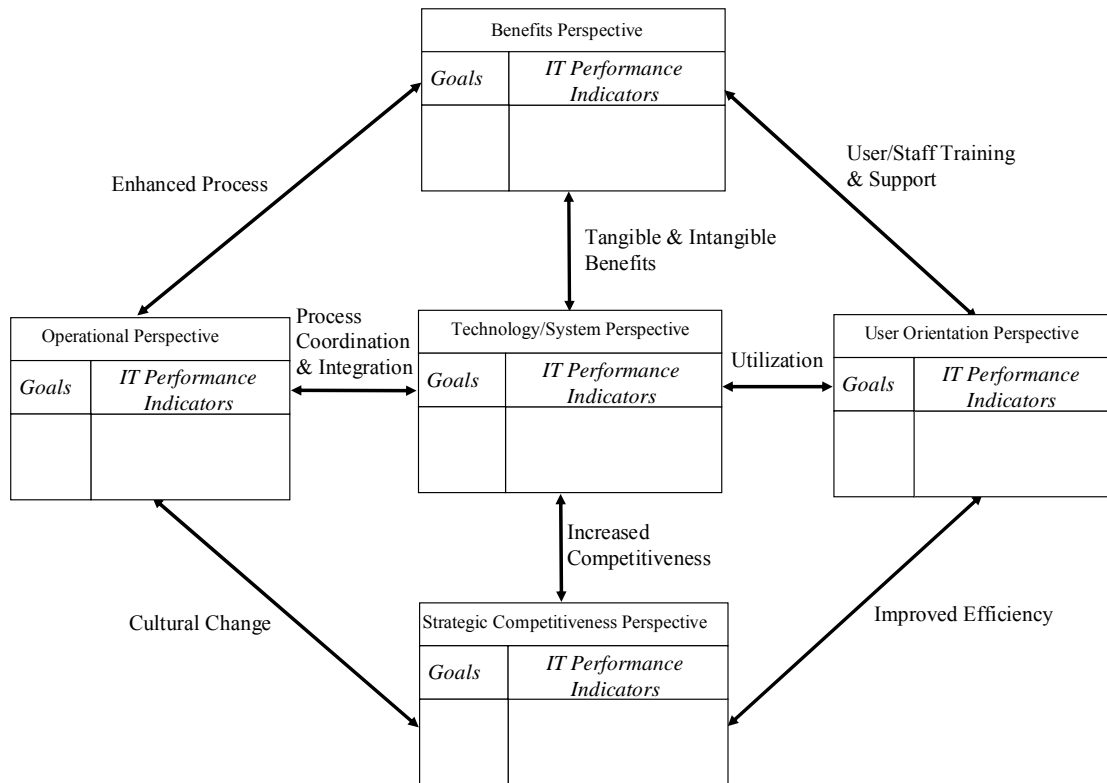 Benefits Perspective
Goals
IT Performance
Indicators
User/Staff Training
& Support
Enhanced Process
Tangible & Intangible
Benefits
Operational Perspective
Goals
IT Performance
Indicators
Process
Coordination
& Integration
Technology/System Perspective
Goals
IT Performance
Indicators
Utilization
User Orientation Perspective
Goals
IT Performance
Indicators
Increased
Competitiveness
Cultural Change
Improved Efficiency
Strategic Competitiveness Perspective
Goals
IT Performance
Indicators